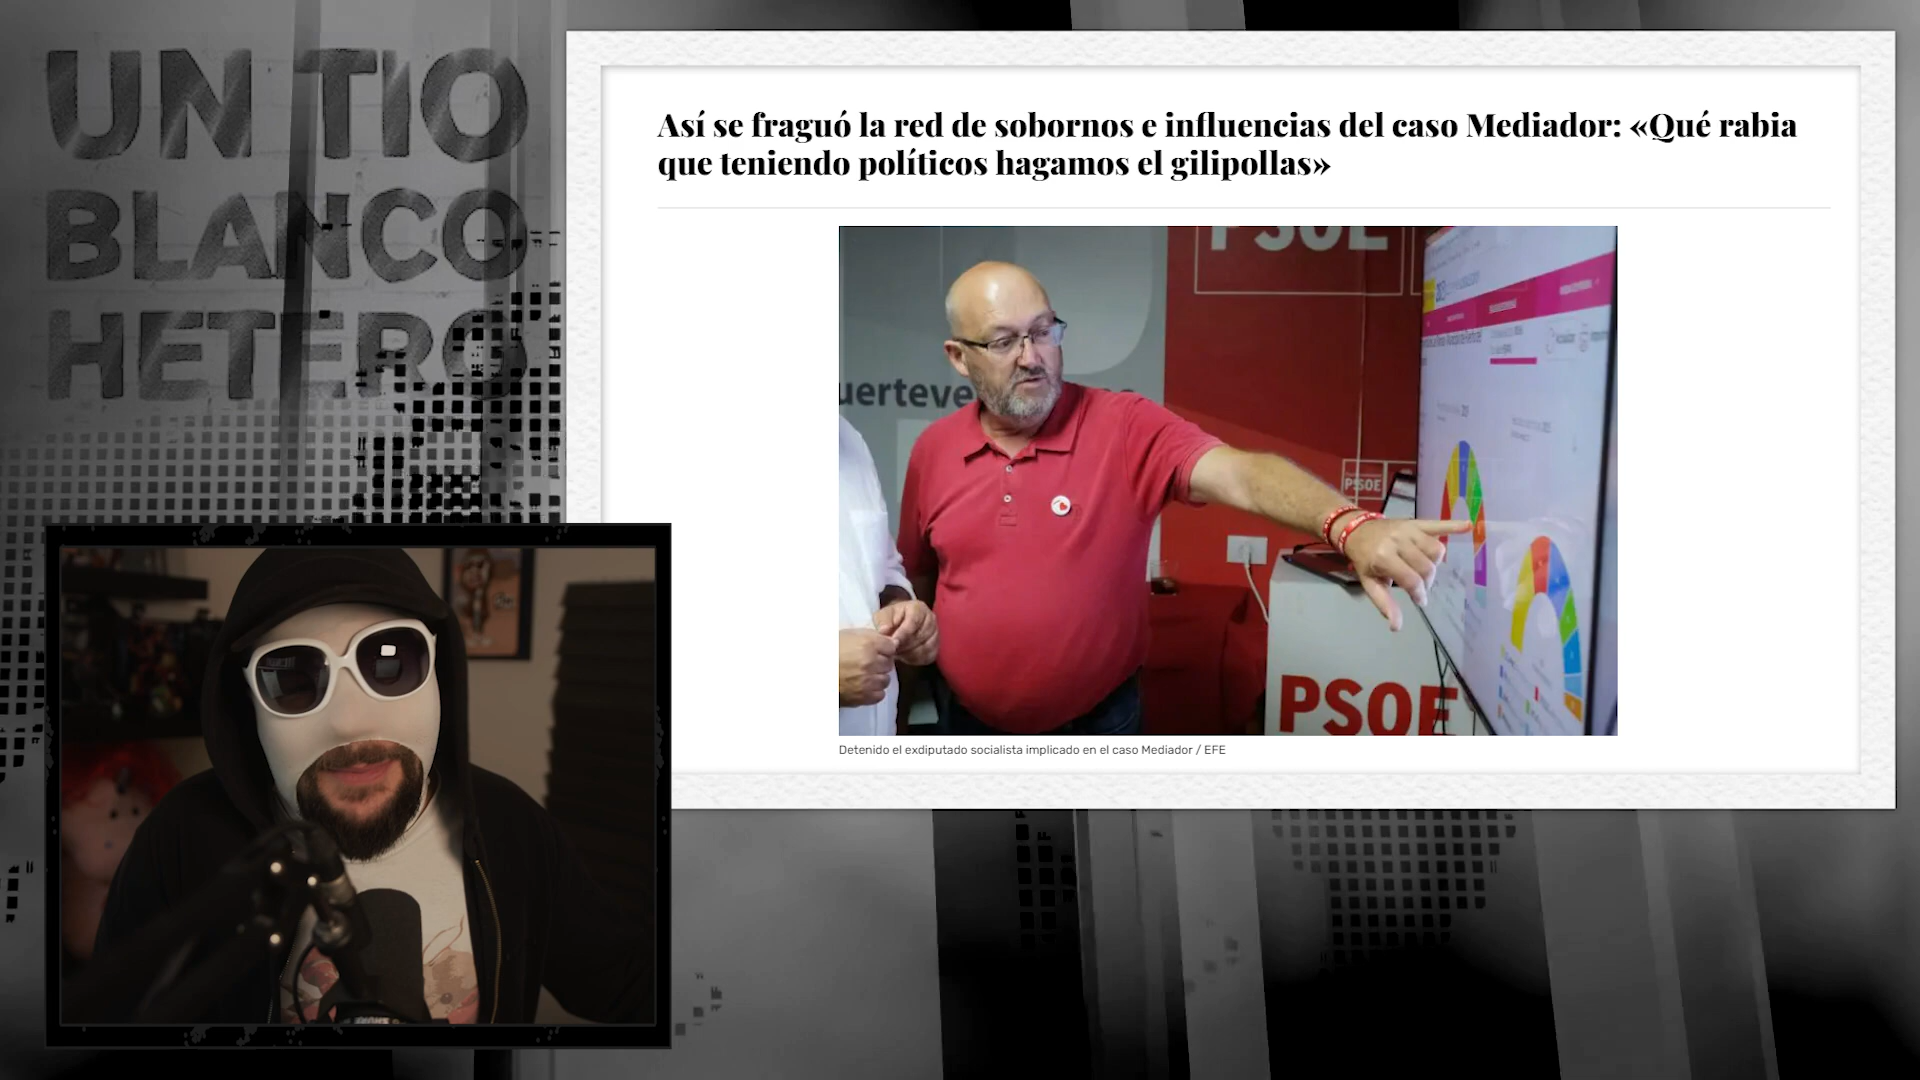 UN TIO
BLANCO
HETERO
Así se fraguó la red de sobornos e influencias del caso Mediador: «Qué rabia
que teniendo políticos hagamos el gilipollas»
PSOE
uerteve
PSOE
PSOE
Detenido el exdiputado socialista implicado en el caso Mediador / EFE